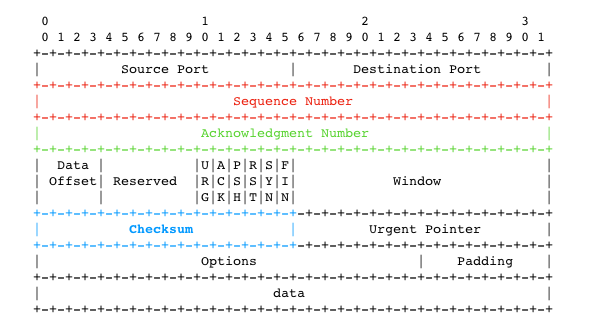 0                   1                   2                   3
0 1 2 3 4 5 6 7 8 9 0 1 2 3 4 5 6 7 8 9 0 1 2 3 4 5 6 7 8 9 0 1
+-+-+-+-+-+-+-+-+-+-+-+-+-+-+-+-+-+-+-+-+-+-+-+-+-+-+-+-+-+-+-+-+
|          Source Port          |       Destination Port        |
+-+-+-+-+-+-+-+-+-+-+-+-+-+-+-+-+-+-+-+-+-+-+-+-+-+-+-+-+-+-+-+-+
|                        Sequence Number                        |
+-+-+-+-+-+-+-+-+-+-+-+-+-+-+-+-+-+-+-+-+-+-+-+-+-+-+-+-+-+-+-+-+
|                    Acknowledgment Number                      |
+-+-+-+-+-+-+-+-+-+-+-+-+-+-+-+-+-+-+-+-+-+-+-+-+-+-+-+-+-+-+-+-+
|  Data |           |U|A|P|R|S|F|                               |
| Offset| Reserved  |R|C|S|S|Y|I|            Window             |
|       |           |G|K|H|T|N|N|                               |
+-+-+-+-+-+-+-+-+-+-+-+-+-+-+-+-+-+-+-+-+-+-+-+-+-+-+-+-+-+-+-+-+
|           Checksum            |         Urgent Pointer        |
+-+-+-+-+-+-+-+-+-+-+-+-+-+-+-+-+-+-+-+-+-+-+-+-+-+-+-+-+-+-+-+-+
|                    Options                    |    Padding    |
+-+-+-+-+-+-+-+-+-+-+-+-+-+-+-+-+-+-+-+-+-+-+-+-+-+-+-+-+-+-+-+-+
|                             data                              |
+-+-+-+-+-+-+-+-+-+-+-+-+-+-+-+-+-+-+-+-+-+-+-+-+-+-+-+-+-+-+-+-+